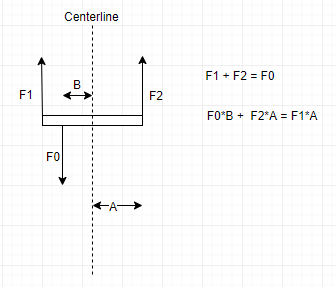 Centerline
B
F1
F2
F1 + F2 = F0
F0*B + F2*A = F1*A
F0
A